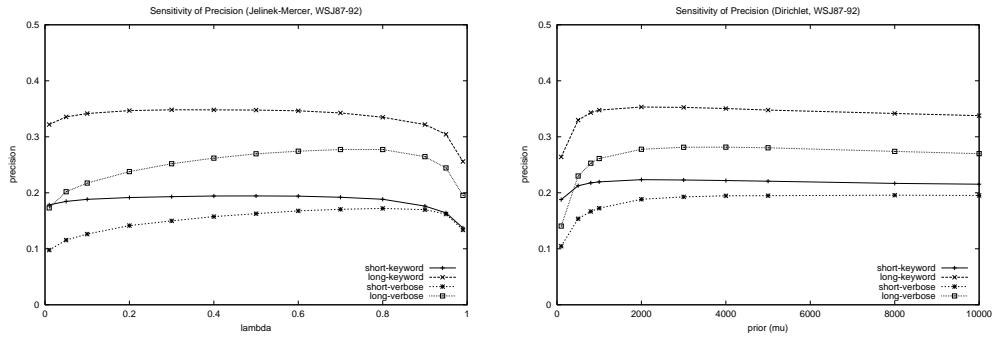 Sensitivity of Precision (Jelinek-Mercer, WSJ87-92)
0.5
0.4
0.3
0.2
0.1
0
precision
short-keyword
long-keyword
short-verbose
long-verbose
0 0.2 0.4 0.6 0.8 1
lambda
Sensitivity of Precision (Dirichlet, WSJ87-92)
0.5
0.4
0.3
0.2
0.1
0
precision
short-keyword
long-keyword
short-verbose
long-verbose
0 2000 4000 6000 8000 10000
prior (mu)